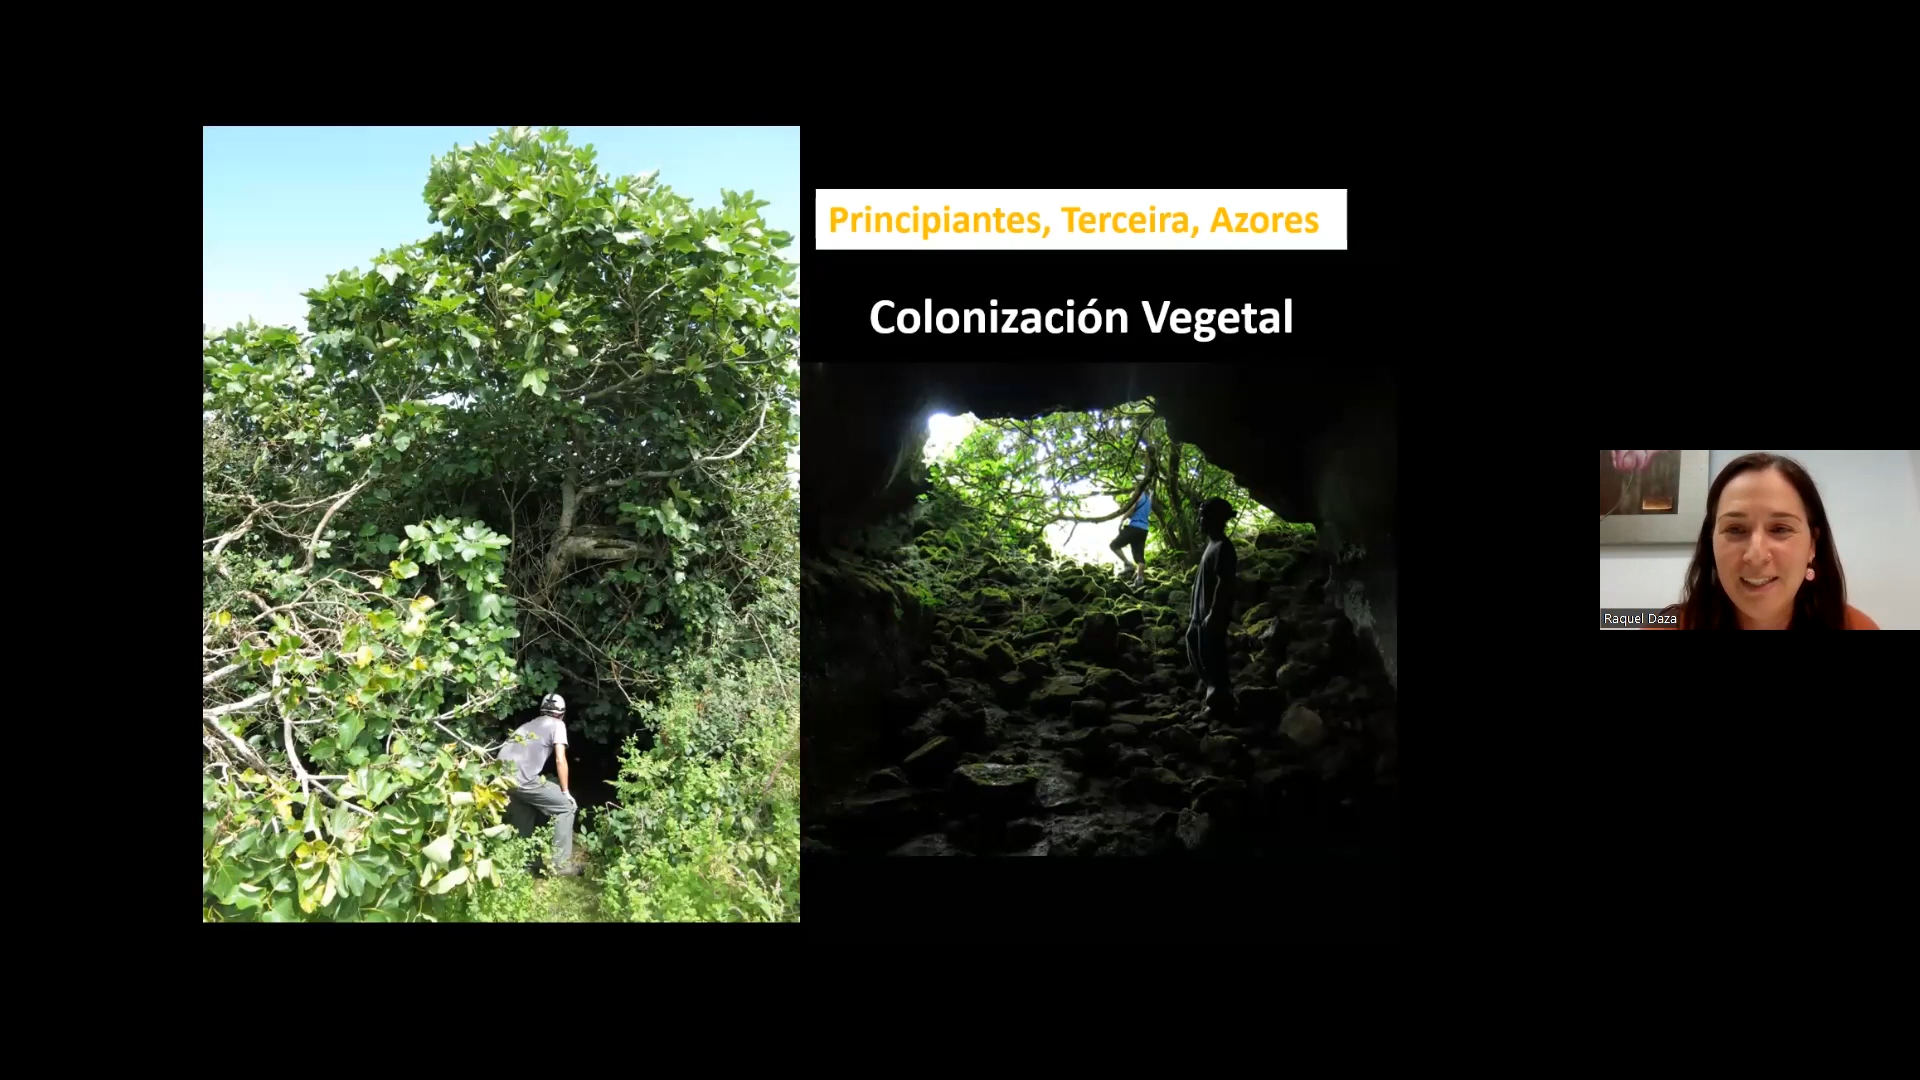 Principiantes, Terceira, Azores
Colonización Vegetal
Raquel Daza